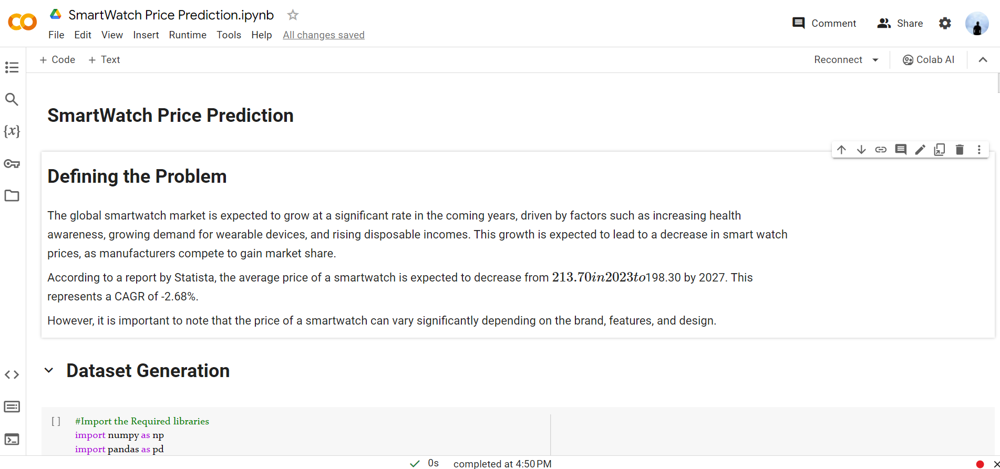 SmartWatch Price Prediction.ipynb
File Edit View Insert Runtime Tools Help All changes saved
Comment Share
+ Code + Text
Reconnect Colab AI
SmartWatch Price Prediction
{x}
Defining the Problem
The global smartwatch market is expected to grow at a significant rate in the coming years, driven by factors such as increasing health
awareness, growing demand for wearable devices, and rising disposable incomes. This growth is expected to lead to a decrease in smart watch
prices, as manufacturers compete to gain market share.
According to a report by Statista, the average price of a smartwatch is expected to decrease from 213.70in2023to198.30 by 2027. This
represents a CAGR of -2.68%.
However, it is important to note that the price of a smartwatch can vary significantly depending on the brand, features, and design.
Dataset Generation
[ ] #Import the Required libraries
import numpy as np
import pandas as pd
0s completed at 4:50 PM